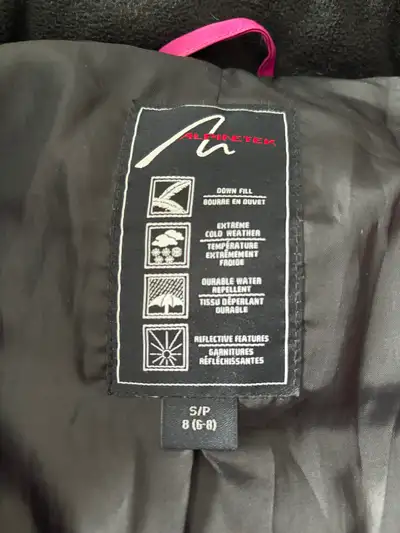 ALPINETEK
DOWN FILL
BOURRE EN DUVET
EXTREME
COLD WEATHER
TEMPÉRATURE
EXTRÊMEMENT
FROIDE
DURABLE WATER
REPELLENT
TISSU DÉPERLANT
DURABLE
REFLECTIVE FEATURES
GARNITURES
RÉFLÉCHISSANTES
S/P
8 (6-8)